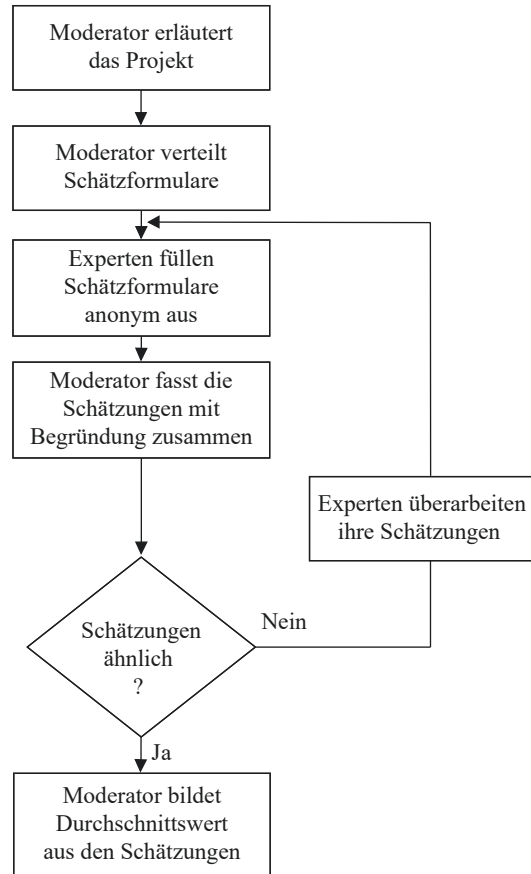 Moderator erläutert
das Projekt
Moderator verteilt
Schätzformulare
Experten füllen
Schätzformulare
anonym aus
Moderator fasst die
Schätzungen mit
Begründung zusammen
Experten überarbeiten
ihre Schätzungen
Nein
Schätzungen
ähnlich
?
Ja
Moderator bildet
Durchschnittswert
aus den Schätzungen